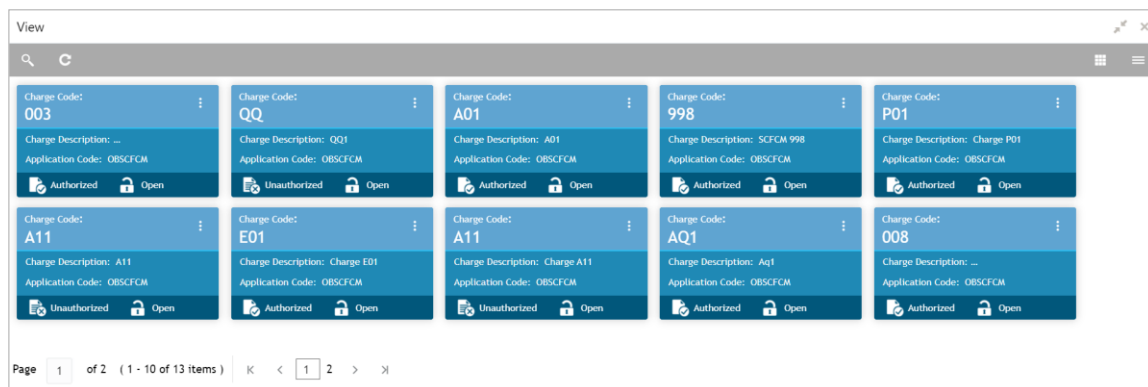 View
Charge Code:
003
Charge Description: ...
Application Code: OBSCFCM
Authorized Open
Charge Code:
QQ
Charge Description: QQ1
Application Code: OBSCFCM
Unauthorized Open
Charge Code:
A01
Charge Description: A01
Application Code: OBSCFCM
Authorized Open
Charge Code:
998
Charge Description: SCFCM 998
Application Code: OBSCFCM
Authorized Open
Charge Code:
P01
Charge Description: Charge P01
Application Code: OBSCFCM
Authorized Open
Charge Code:
A11
Charge Description: A11
Application Code: OBSCFCM
Unauthorized Open
Charge Code:
E01
Charge Description: Charge E01
Application Code: OBSCFCM
Authorized Open
Charge Code:
A11
Charge Description: Charge A11
Application Code: OBSCFCM
Unauthorized Open
Charge Code:
AQ1
Charge Description: Aq1
Application Code: OBSCFCM
Authorized Open
Charge Code:
008
Charge Description: ...
Application Code: OBSCFCM
Authorized Open
Page 1 of 2 ( 1 - 10 of 13 items ) 1 2